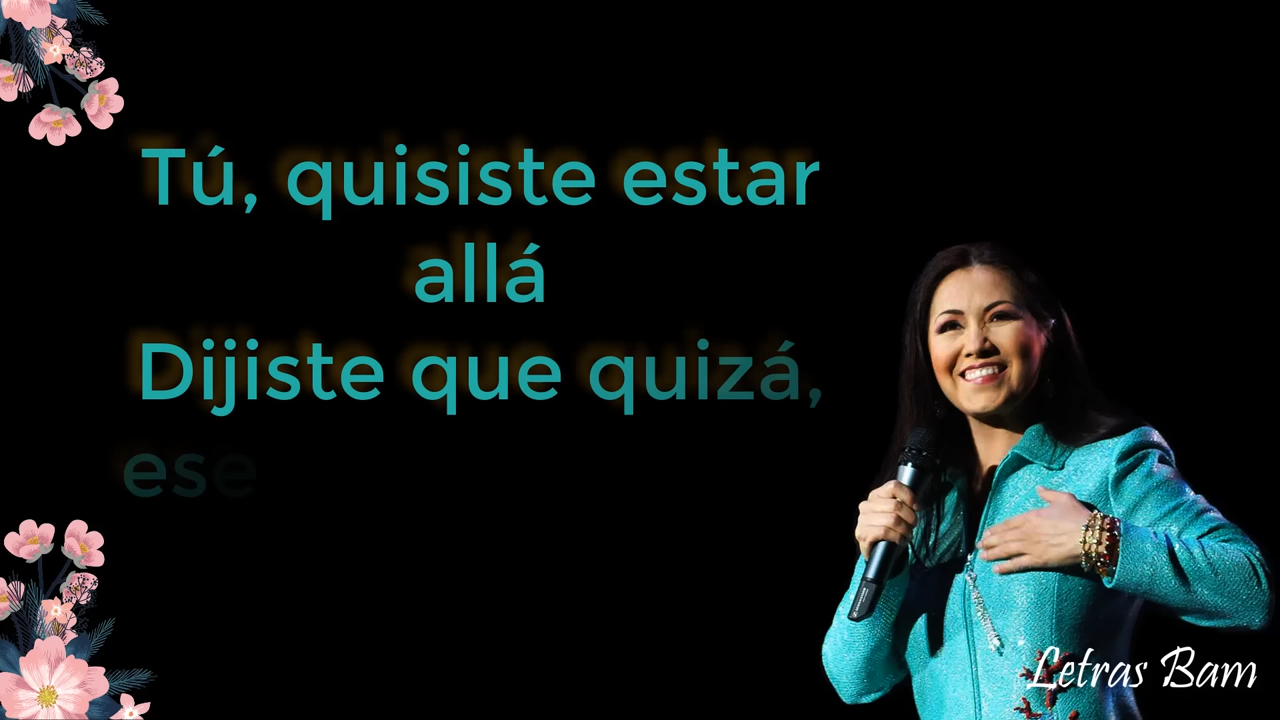 Tú, quisiste estar
allá
Dijiste que quizá,
ese
Letras Bam